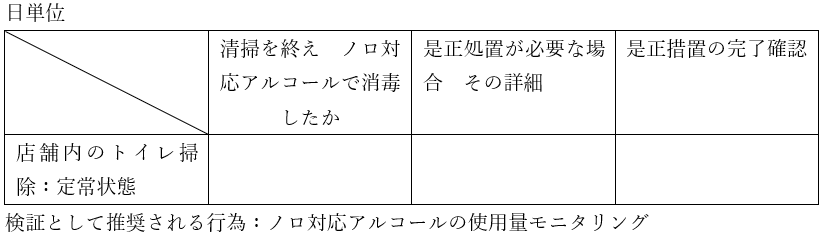 日単位
清掃を終え　ノロ対
応アルコールで消毒
したか
是正処置が必要な場
合　その詳細
是正措置の完了確認
店舗内のトイレ掃
除：定常状態
検証として推奨される行為：ノロ対応アルコールの使用量モニタリング